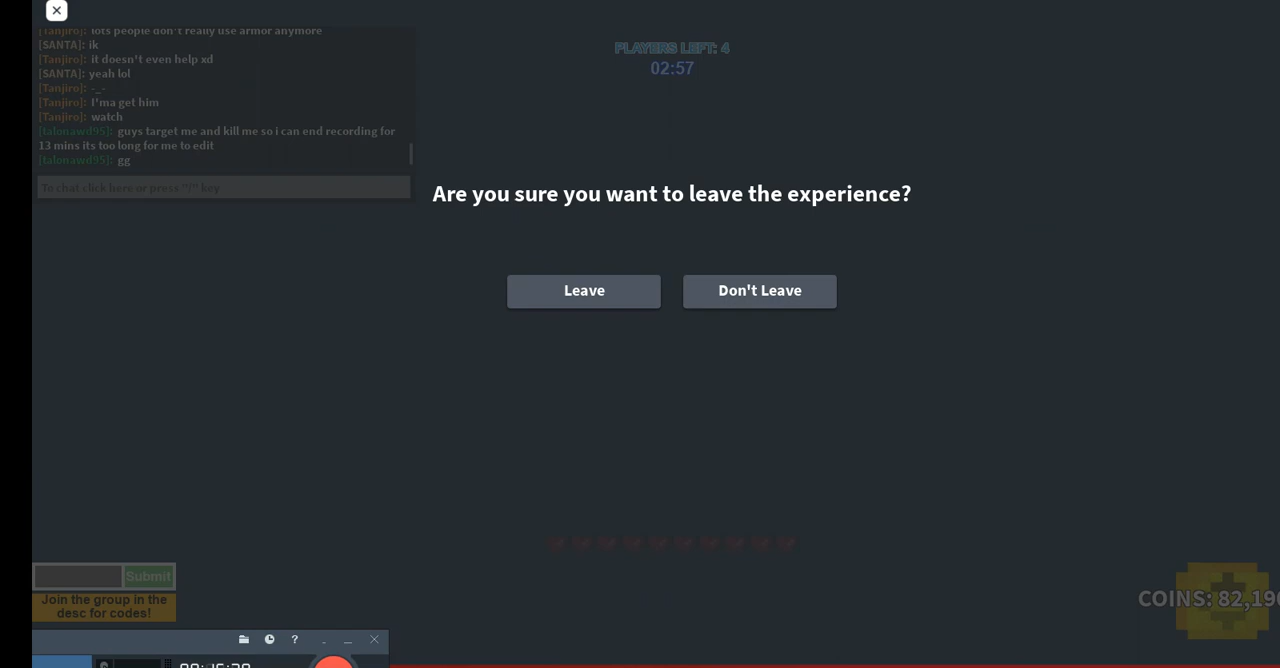 [Tanjiro]: lots people don't really use armor anymore
[SANTA]: ik
[Tanjiro]: it doesn't even help xd
[SANTA]: yeah lol
[Tanjiro]: -_-
[Tanjiro]: I'ma get him
[Tanjiro]: watch
[talonawd95]: guys target me and kill me so i can end recording for
13 mins its too long for me to edit
[talonawd95]: gg
To chat click here or press "/" key
PLAYERS LEFT: 4
02:57
Are you sure you want to leave the experience?
Leave
Don't Leave
Submit
Join the group in the
desc for codes!
COINS: 82,190
?